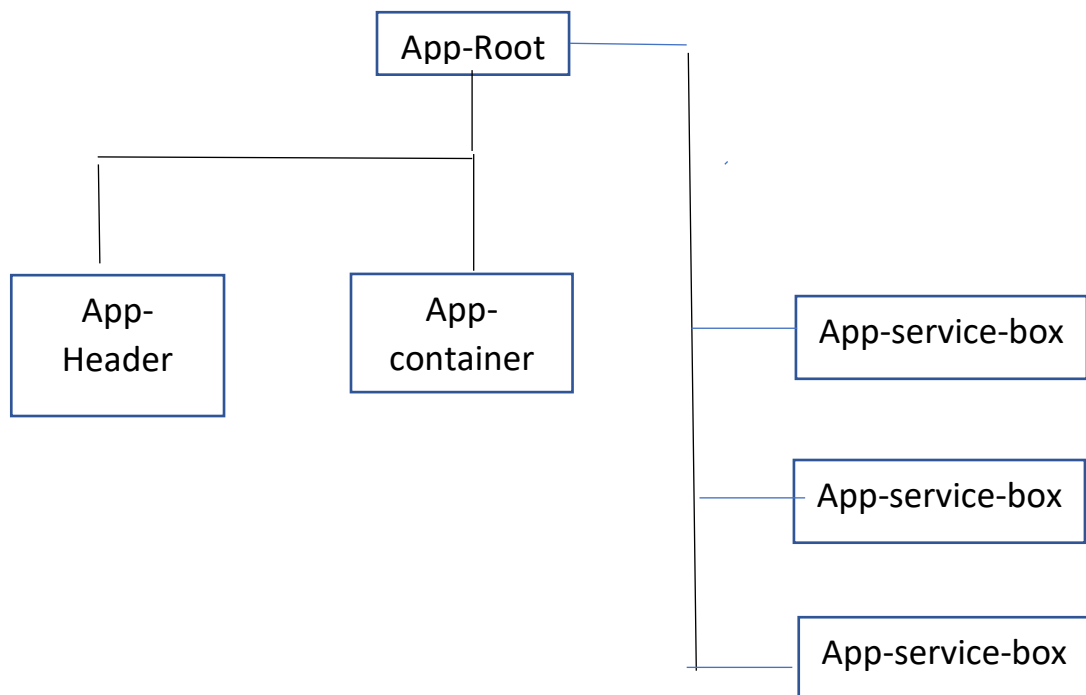 App-Root
App-
Header
App-
container
App-service-box
App-service-box
App-service-box